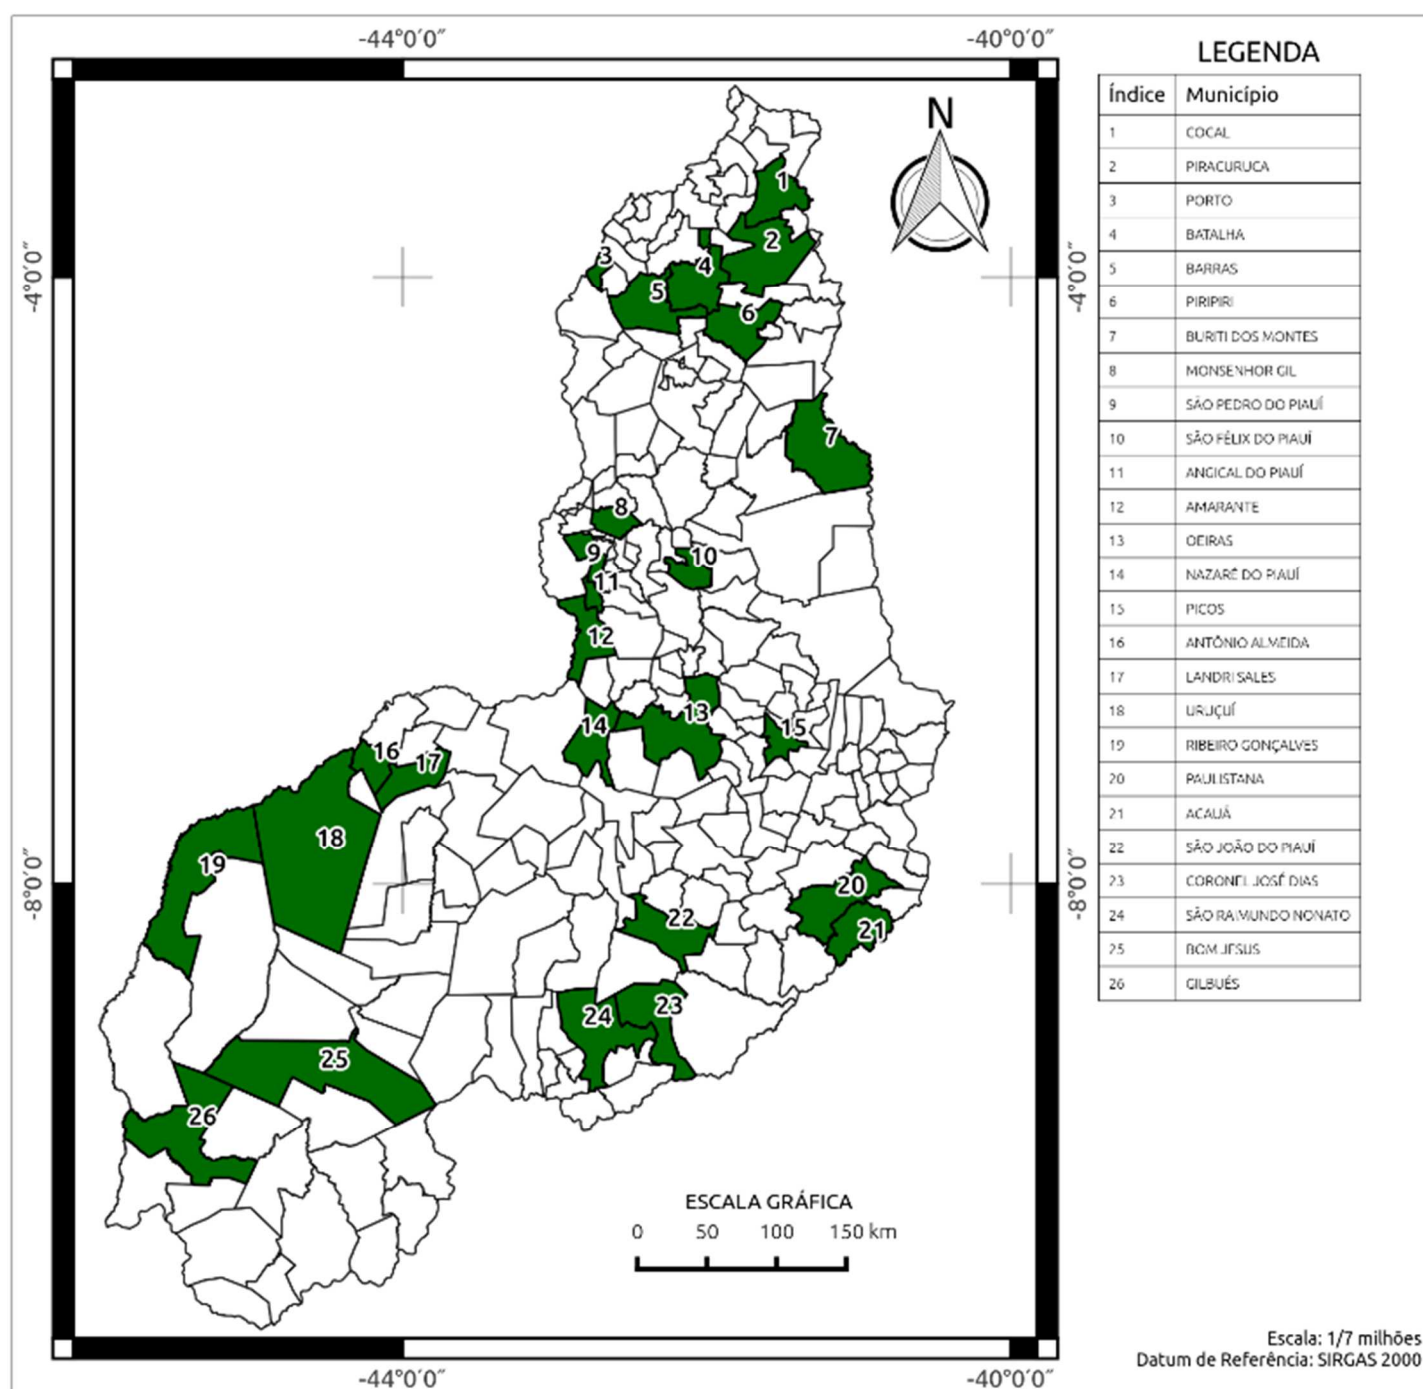 -44°0′0″
-40°0′0″
LEGENDA
Índice Município
1 COCAL
2 PIRACURUCA
3 PORTO
4 BATALHA
5 BARRAS
6 PIRIPIRI
7 BURITI DOS MONTES
8 MONSENHOR GIL
9 SÃO PEDRO DO PIAUÍ
10 SÃO FÉLIX DO PIAUÍ
11 ANGICAL DO PIAUÍ
12 AMARANTE
13 OEIRAS
14 NAZARÉ DO PIAUÍ
15 PICOS
16 ANTÔNIO ALMEIDA
17 LANDRI SALES
18 URUÇUÍ
19 RIBEIRO GONÇALVES
20 PAULISTANA
21 ACAUÃ
22 SÃO JOÃO DO PIAUÍ
23 CORONEL JOSÉ DIAS
24 SÃO RAIMUNDO NONATO
25 BOM JESUS
26 GILBUÉS
N
-4°0′0″
-4°0′0″
-8°0′0″
-8°0′0″
1
2
3
4
5
6
7
8
9
10
11
12
13
14
15
16
17
18
19
20
21
22
23
24
25
26
ESCALA GRÁFICA
0 50 100 150 km
Escala: 1/7 milhões
Datum de Referência: SIRGAS 2000
-44°0′0″
-40°0′0″